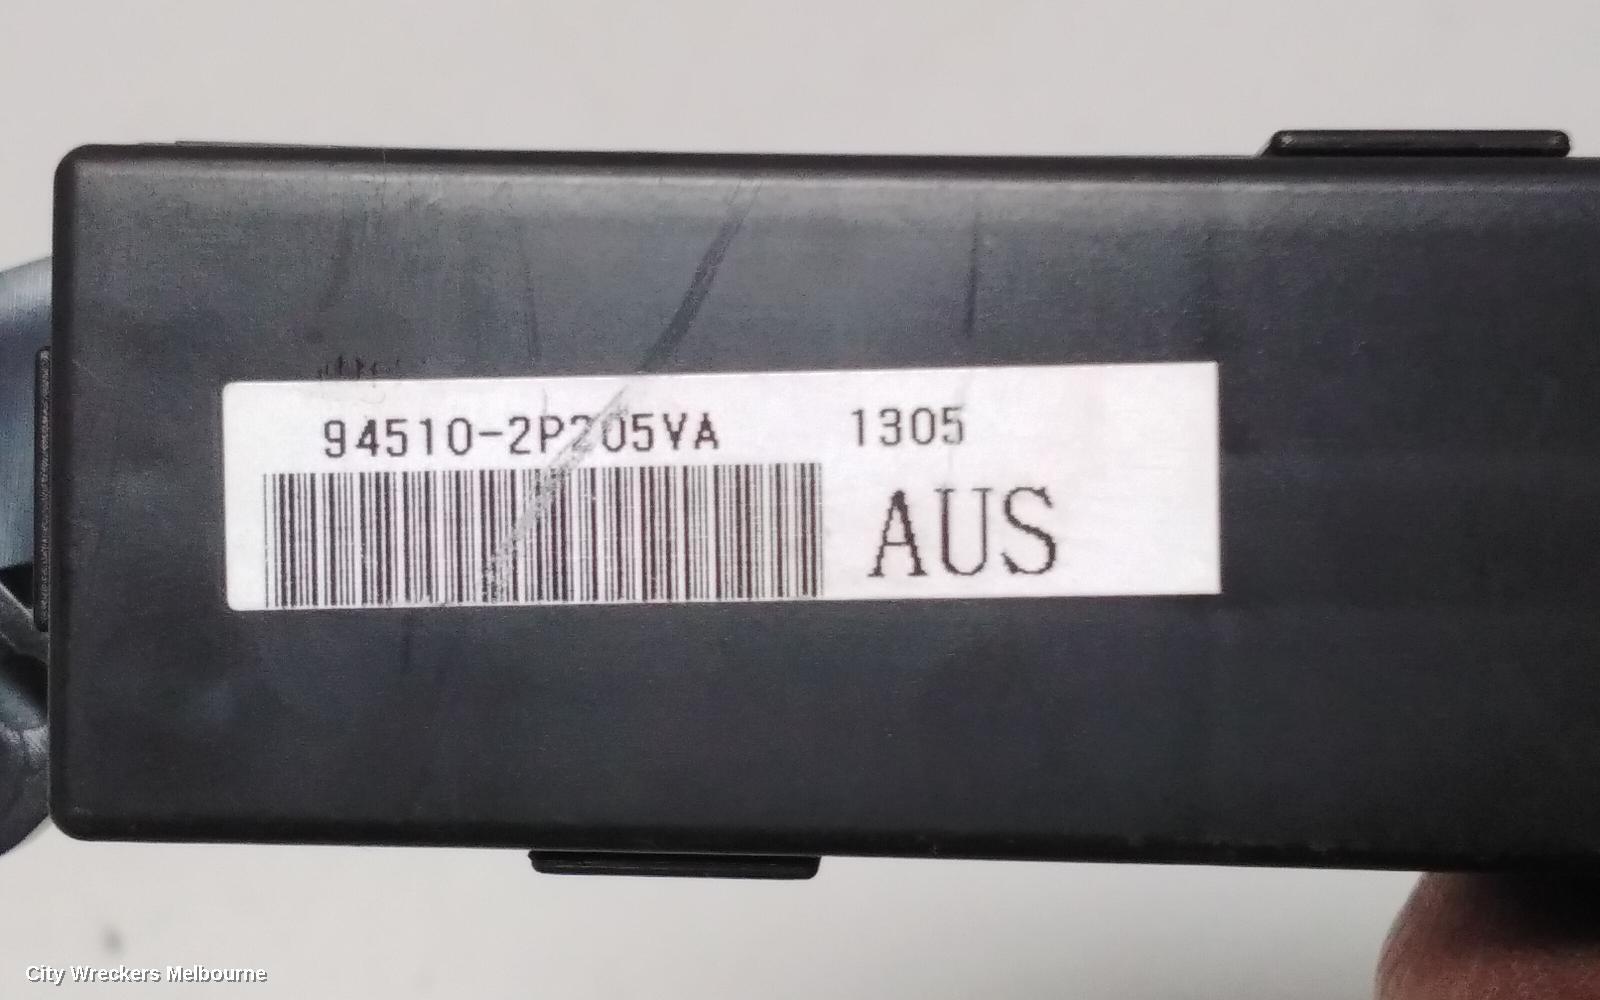 94510-2P205VA 1305
AUS
City Wreckers Melbourne